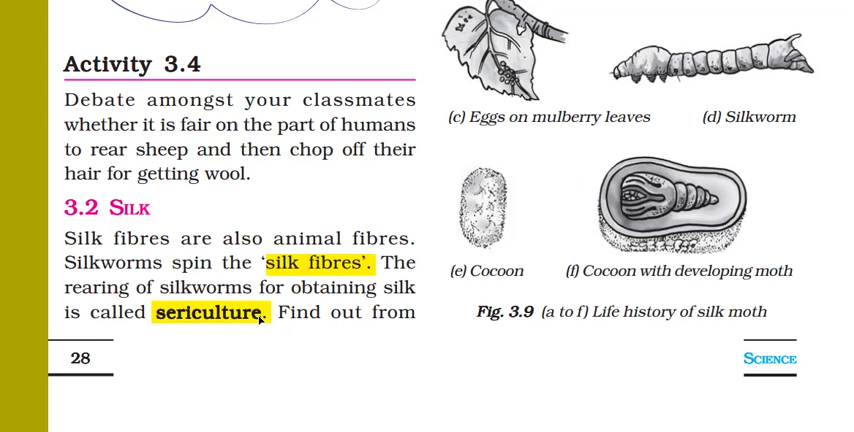 Activity 3.4
Debate amongst your classmates
whether it is fair on the part of humans
to rear sheep and then chop off their
hair for getting wool.
3.2 SILK
Silk fibres are also animal fibres.
Silkworms spin the ‘silk fibres’. The
rearing of silkworms for obtaining silk
is called sericulture. Find out from
28
(c) Eggs on mulberry leaves
(d) Silkworm
(e) Cocoon
(f) Cocoon with developing moth
Fig. 3.9 (a to f) Life history of silk moth
SCIENCE